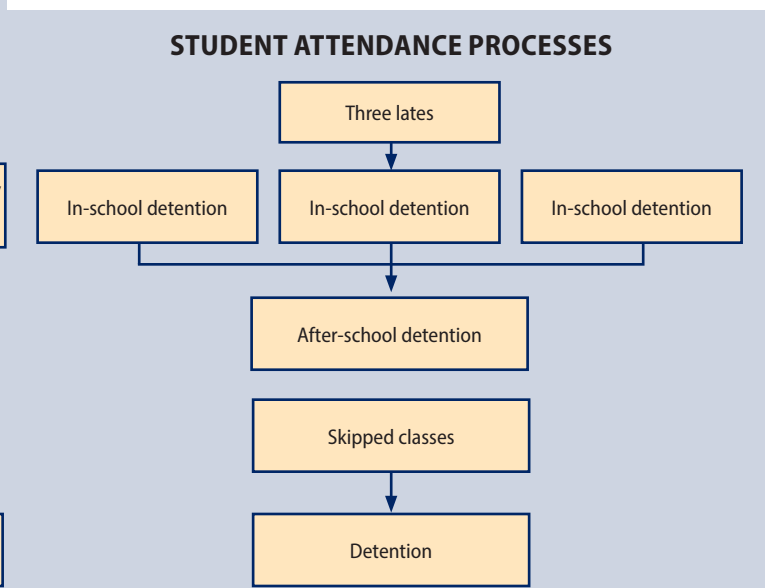 STUDENT ATTENDANCE PROCESSES
Three lates
In-school detention
In-school detention
In-school detention
After-school detention
Skipped classes
Detention